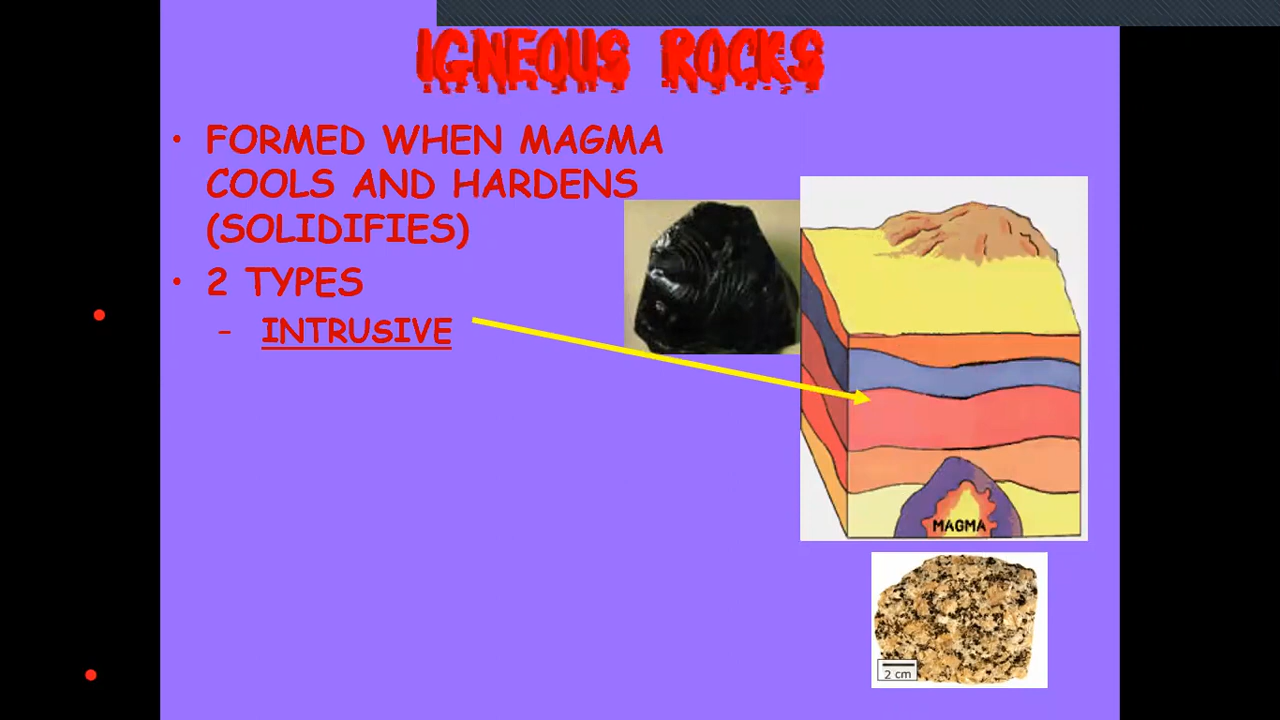 IGNEOUS ROCKS
• FORMED WHEN MAGMA
COOLS AND HARDENS
(SOLIDIFIES)
• 2 TYPES
– INTRUSIVE
MAGMA
2 cm